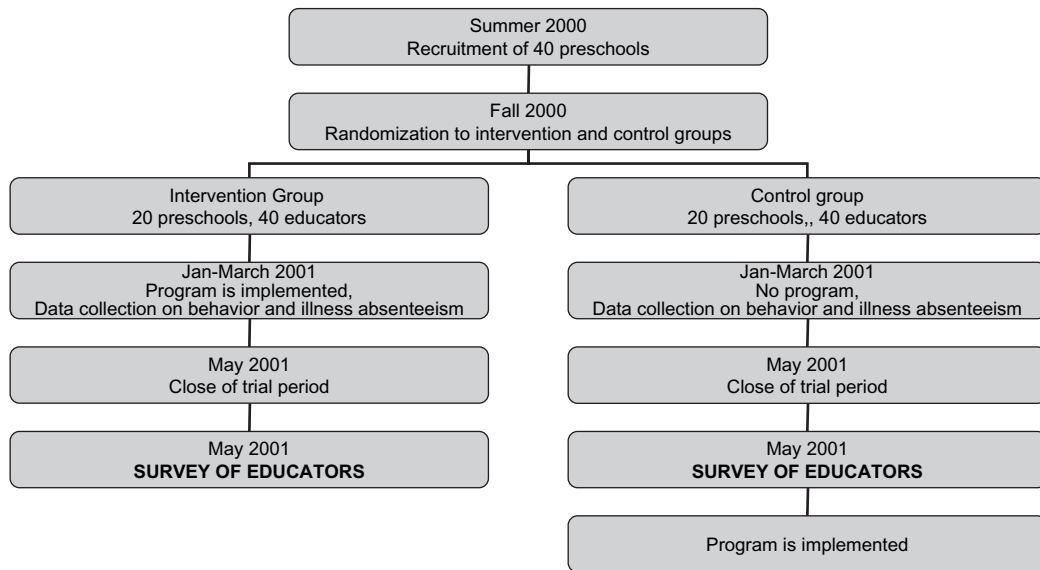 Summer 2000
Recruitment of 40 preschools
Fall 2000
Randomization to intervention and control groups
Intervention Group
20 preschools, 40 educators
Control group
20 preschools,, 40 educators
Jan-March 2001
Program is implemented,
Data collection on behavior and illness absenteeism
Jan-March 2001
No program,
Data collection on behavior and illness absenteeism
May 2001
Close of trial period
May 2001
Close of trial period
May 2001
SURVEY OF EDUCATORS
May 2001
SURVEY OF EDUCATORS
Program is implemented